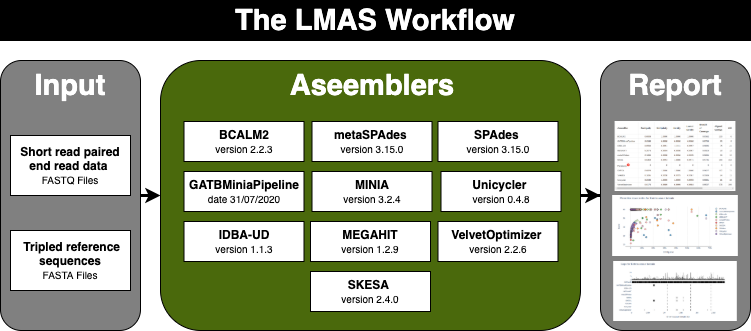 The LMAS Workflow
Input
Short read paired
end read data
FASTQ Files
Tripled reference
sequences
FASTA Files
Aseemblers
BCALM2
version 2.2.3
metaSPAdes
version 3.15.0
SPAdes
version 3.15.0
GATBMiniaPipeline
date 31/07/2020
MINIA
version 3.2.4
Unicycler
version 0.4.8
IDBA-UD
version 1.1.3
MEGAHIT
version 1.2.9
VelvetOptimizer
version 2.2.6
SKESA
version 2.4.0
Report